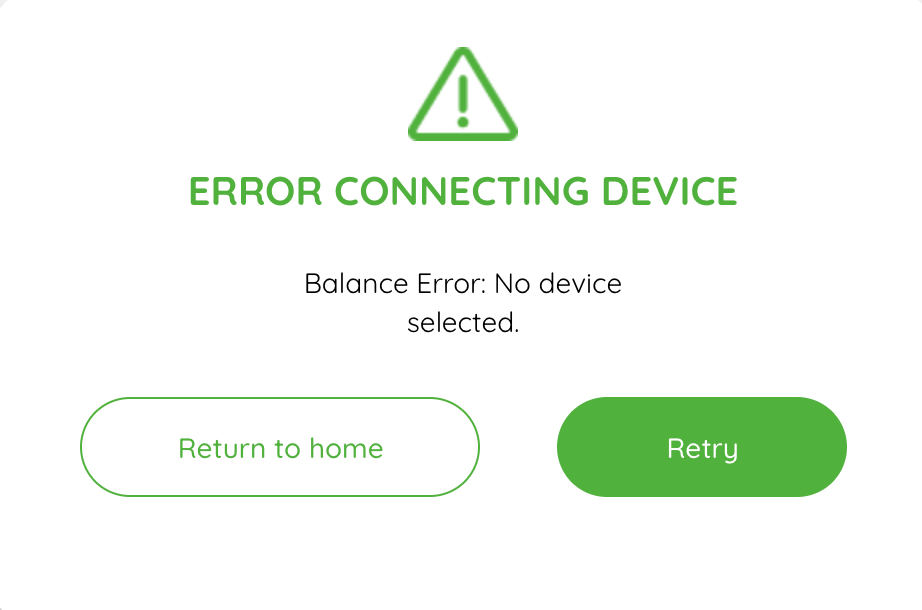 ERROR CONNECTING DEVICE
Balance Error: No device
selected.
Return to home
Retry